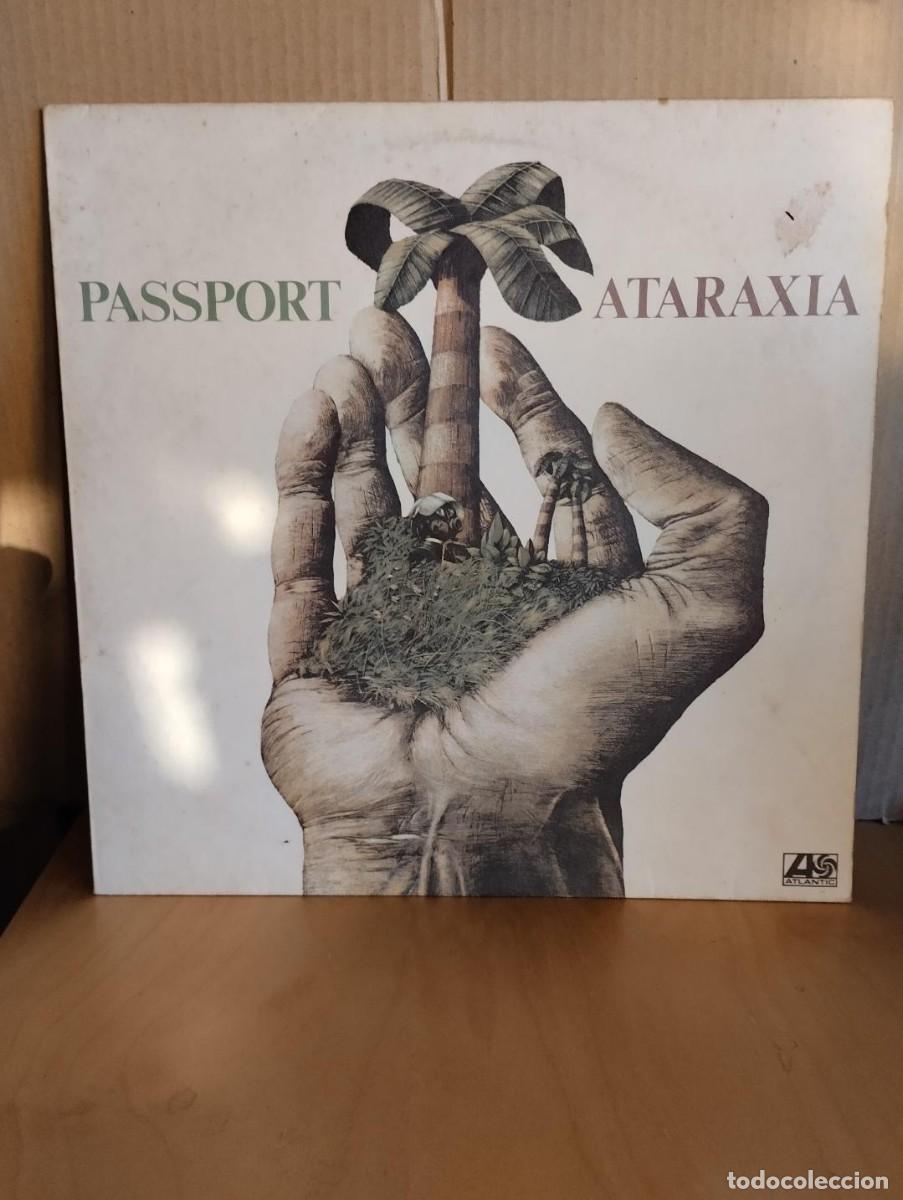 PASSPORT ATARAXIA
ATLANTIC
todocoleccion